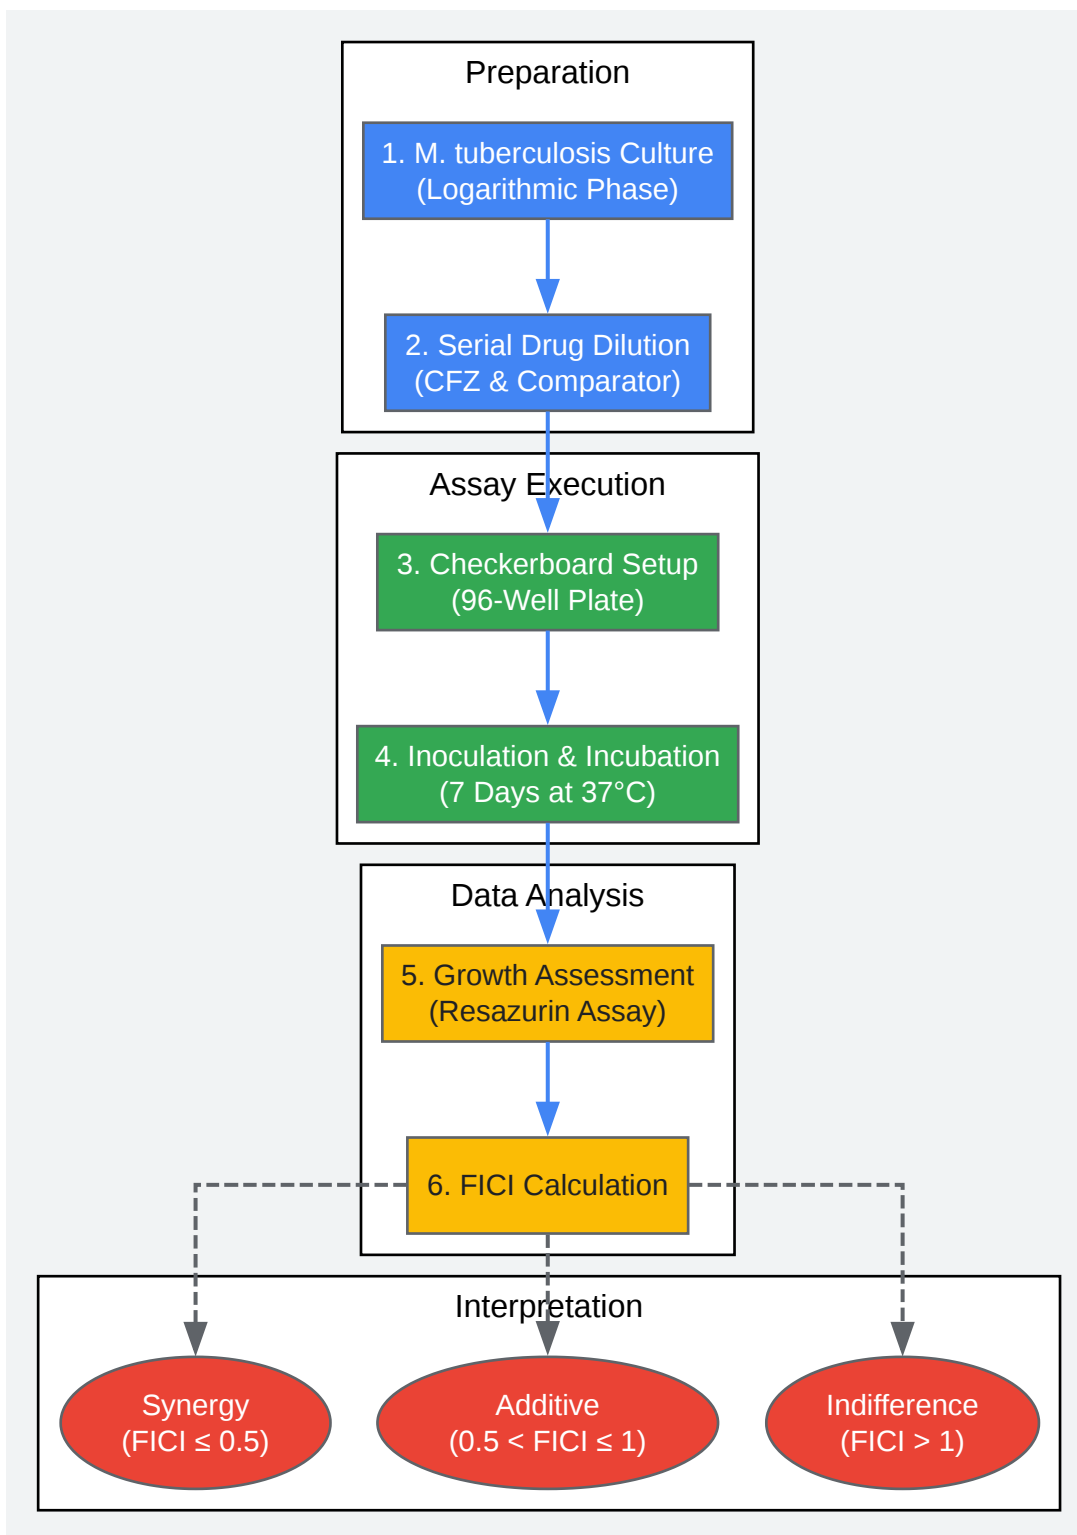 Preparation
1. M. tuberculosis Culture
(Logarithmic Phase)
2. Serial Drug Dilution
(CFZ & Comparator)
Assay Execution
3. Checkerboard Setup
(96-Well Plate)
4. Inoculation & Incubation
(7 Days at 37°C)
Data Analysis
5. Growth Assessment
(Resazurin Assay)
6. FICI Calculation
Interpretation
Synergy
(FICI ≤ 0.5)
Additive
(0.5 < FICI ≤ 1)
Indifference
(FICI > 1)